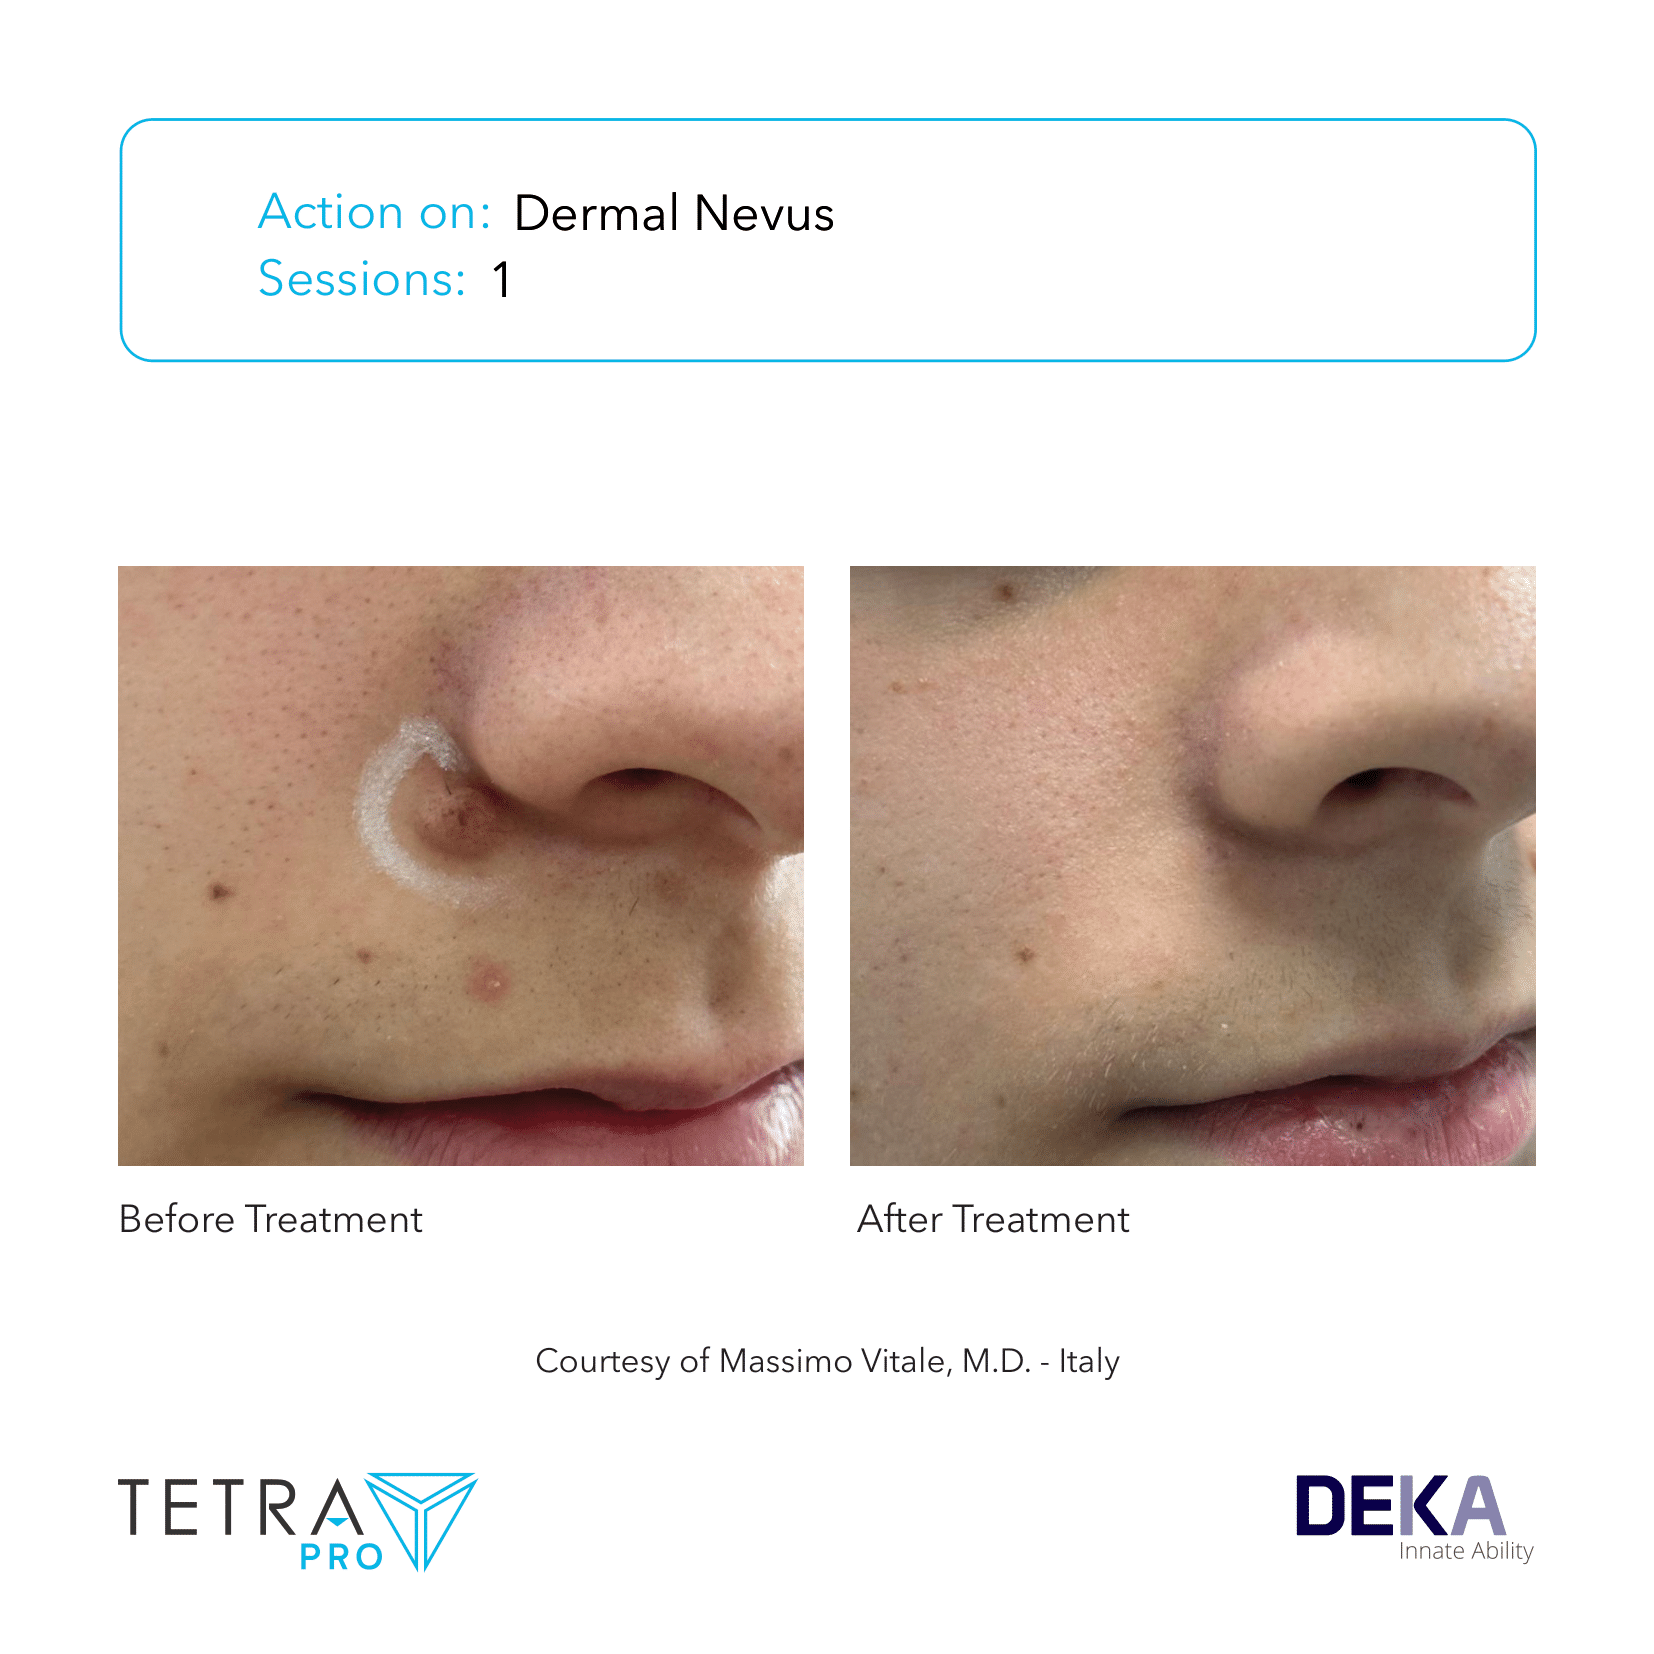 Action on: Dermal Nevus
Sessions: 1
Before Treatment
After Treatment
Courtesy of Massimo Vitale, M.D. - Italy
TETRA
PRO
DEKA
Innate Ability